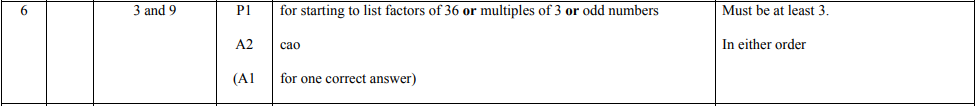 6 3 and 9 P1 for starting to list factors of 36 or multiples of 3 or odd numbers Must be at least 3.
A2 cao In either order
(A1 for one correct answer)